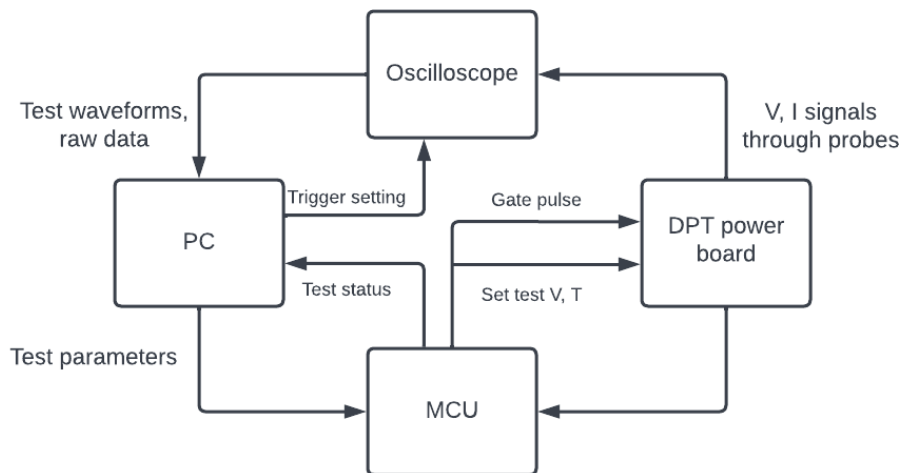 Oscilloscope
Test waveforms,
raw data
V, I signals
through probes
Trigger setting
Gate pulse
PC
DPT power
board
Test status
Set test V, T
Test parameters
MCU